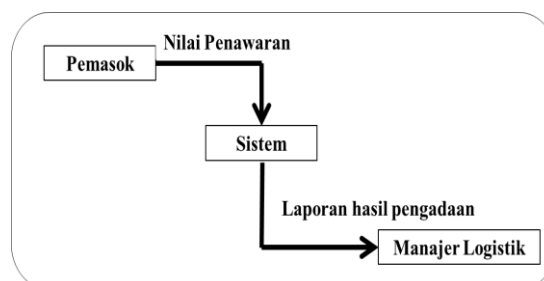 Nilai Penawaran
Pemasok
Sistem
Laporan hasil pengadaan
Manajer Logistik